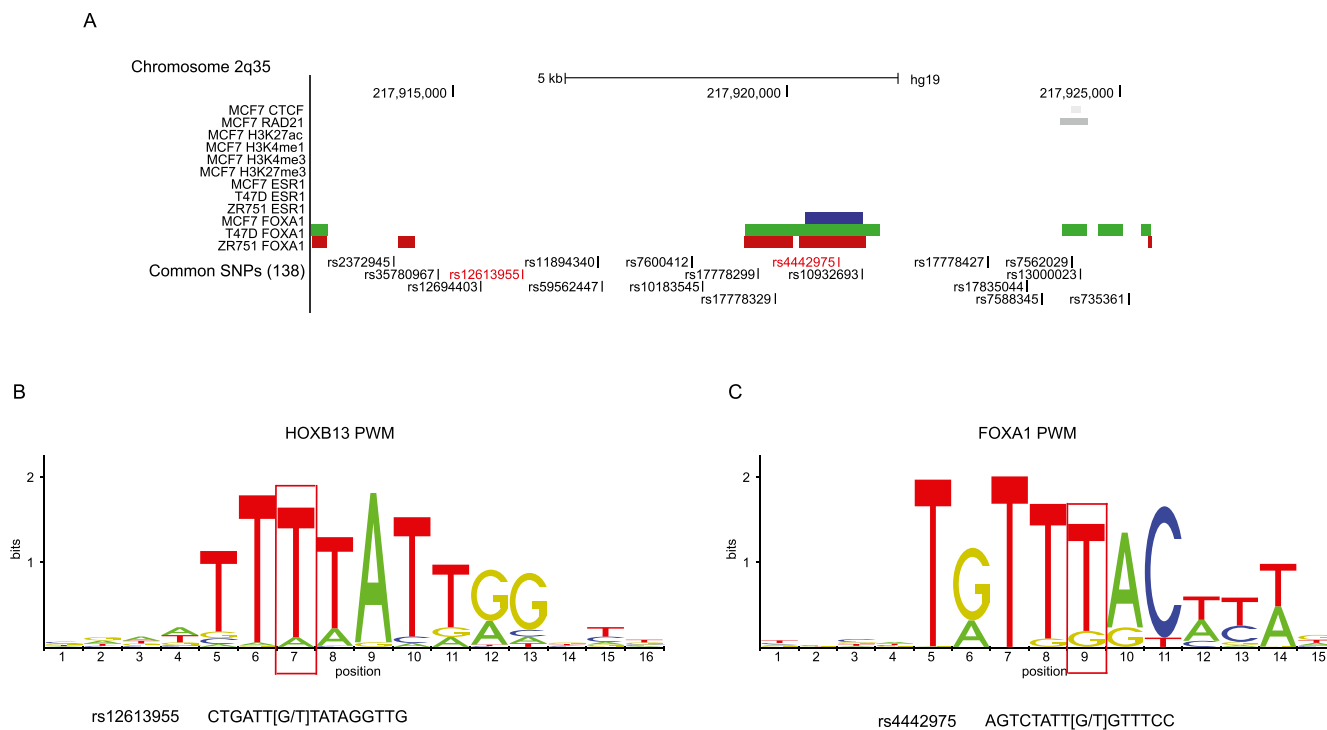 A
Chromosome 2q35
5 kb
hg19
217,915,000
217,920,000
217,925,000
MCF7 CTCF
MCF7 RAD21
MCF7 H3K27ac
MCF7 H3K4me1
MCF7 H3K4me3
MCF7 H3K27me3
MCF7 ESR1
T47D ESR1
ZR751 ESR1
MCF7 FOXA1
T47D FOXA1
ZR751 FOXA1
Common SNPs (138)
rs2372945 rs11894340 rs7600412 rs4442975 rs17778427 rs7562029
rs35780967 rs12613955 rs17778299 rs10932693 rs13000023
rs12694403 rs59562447 rs10183545 rs17835044
rs17778329 rs7588345 rs735361
B
HOXB13 PWM
2
1
bits
TTTTATTGG
1 2 3 4 5 6 7 8 9 10 11 12 13 14 15 16
position
rs12613955 CTGATT[G/T]TATAGGTTG
C
FOXA1 PWM
2
1
bits
TGTTTACTTT
1 2 3 4 5 6 7 8 9 10 11 12 13 14 15
position
rs4442975 AGTCTATT[G/T]GTTTCC